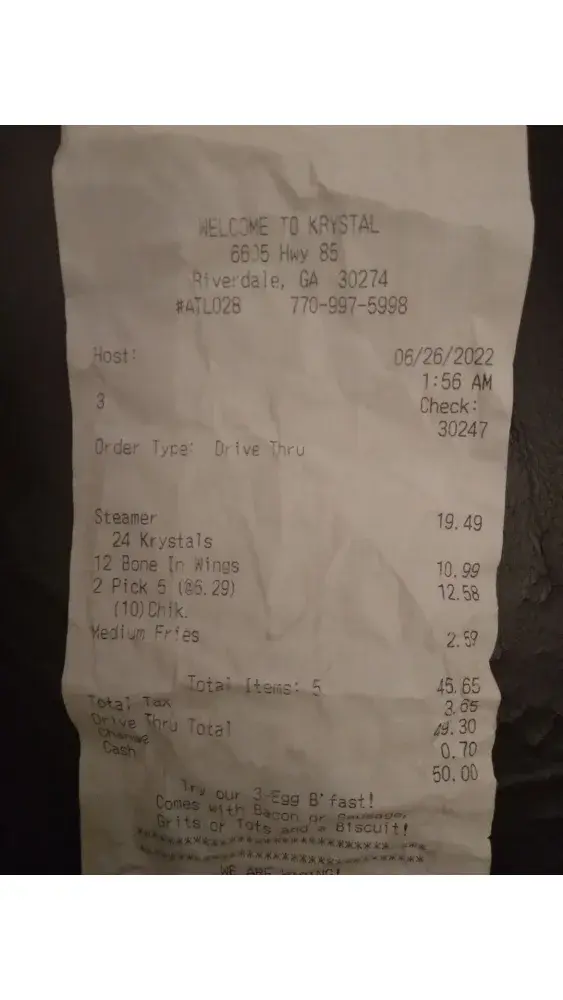 WELCOME TO KRYSTAL
6605 Hwy 85
Riverdale, GA 30274
#ATL028 770-997-5998
Host: 06/26/2022
1:56 AM
3 Check:
30247
Order Type: Drive Thru
Steamer 19.49
24 Krystals
12 Bone In Wings 10.99
2 Pick 5 (@6.29) 12.58
(10)Chik.
Medium Fries 2.59
Total Items: 5 45.65
Total Tax 3.65
Drive Thru Total 49.30
Change 0.70
Cash 50.00
Try our 3-Egg B'fast!
Comes with Bacon or Sausage,
Grits or Tots and a Biscuit!
WE ARE HIRING!